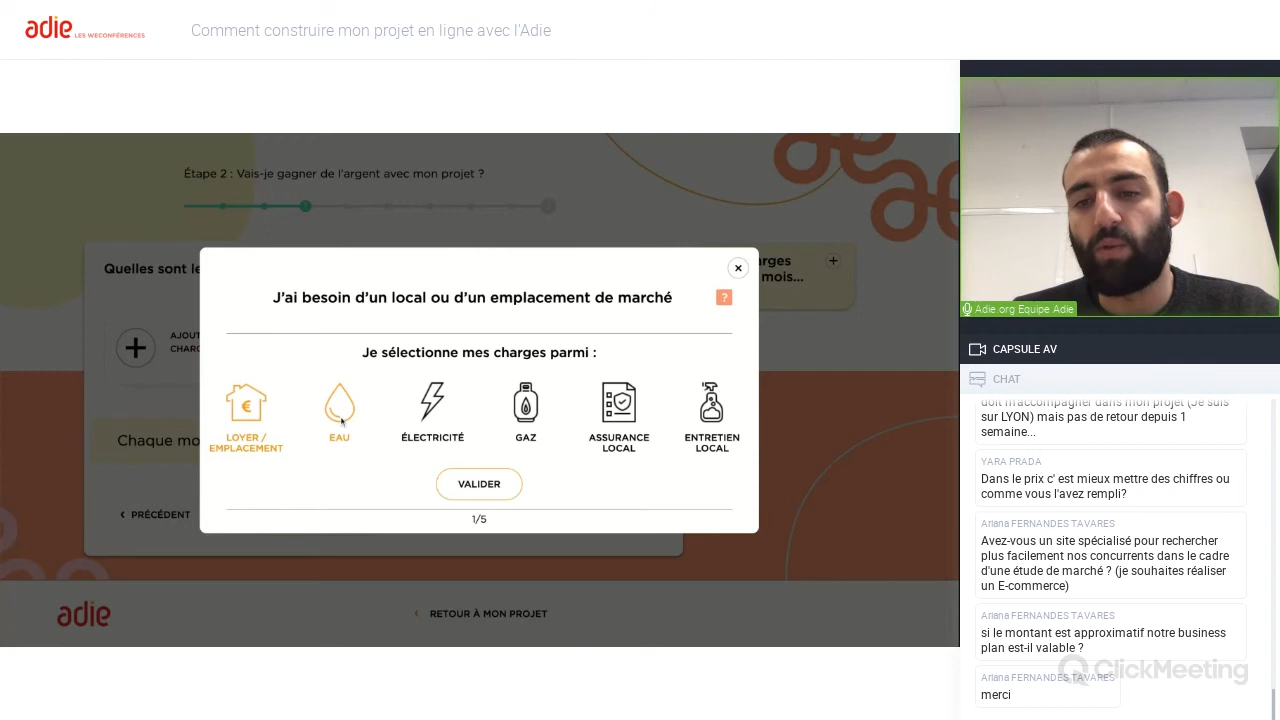 adie LES WECONFÉRENCES
Comment construire mon projet en ligne avec l'Adie
Étape 2 : Vais-je gagner de l'argent avec mon projet ?
Quelles sont le
arges
mois...
+
AJOUT
CHARG
J'ai besoin d'un local ou d'un emplacement de marché
?
Je sélectionne mes charges parmi :
LOYER /
EMPLACEMENT
EAU
ÉLECTRICITÉ
GAZ
ASSURANCE
LOCAL
ENTRETIEN
LOCAL
VALIDER
1/5
Chaque mo
PRÉCÉDENT
adie
RETOUR À MON PROJET
Adie.org Equipe Adie
CAPSULE AV
CHAT
doit m'accompagner dans mon projet (Je suis
sur LYON) mais pas de retour depuis 1
semaine...
YARA PRADA
Dans le prix c' est mieux mettre des chiffres ou
comme vous l'avez rempli?
Ariana FERNANDES TAVARES
Avez-vous un site spécialisé pour rechercher
plus facilement nos concurrents dans le cadre
d'une étude de marché ? (je souhaites réaliser
un E-commerce)
Ariana FERNANDES TAVARES
si le montant est approximatif notre business
plan est-il valable ?
Ariana FERNANDES TAVARES
merci
ClickMeeting